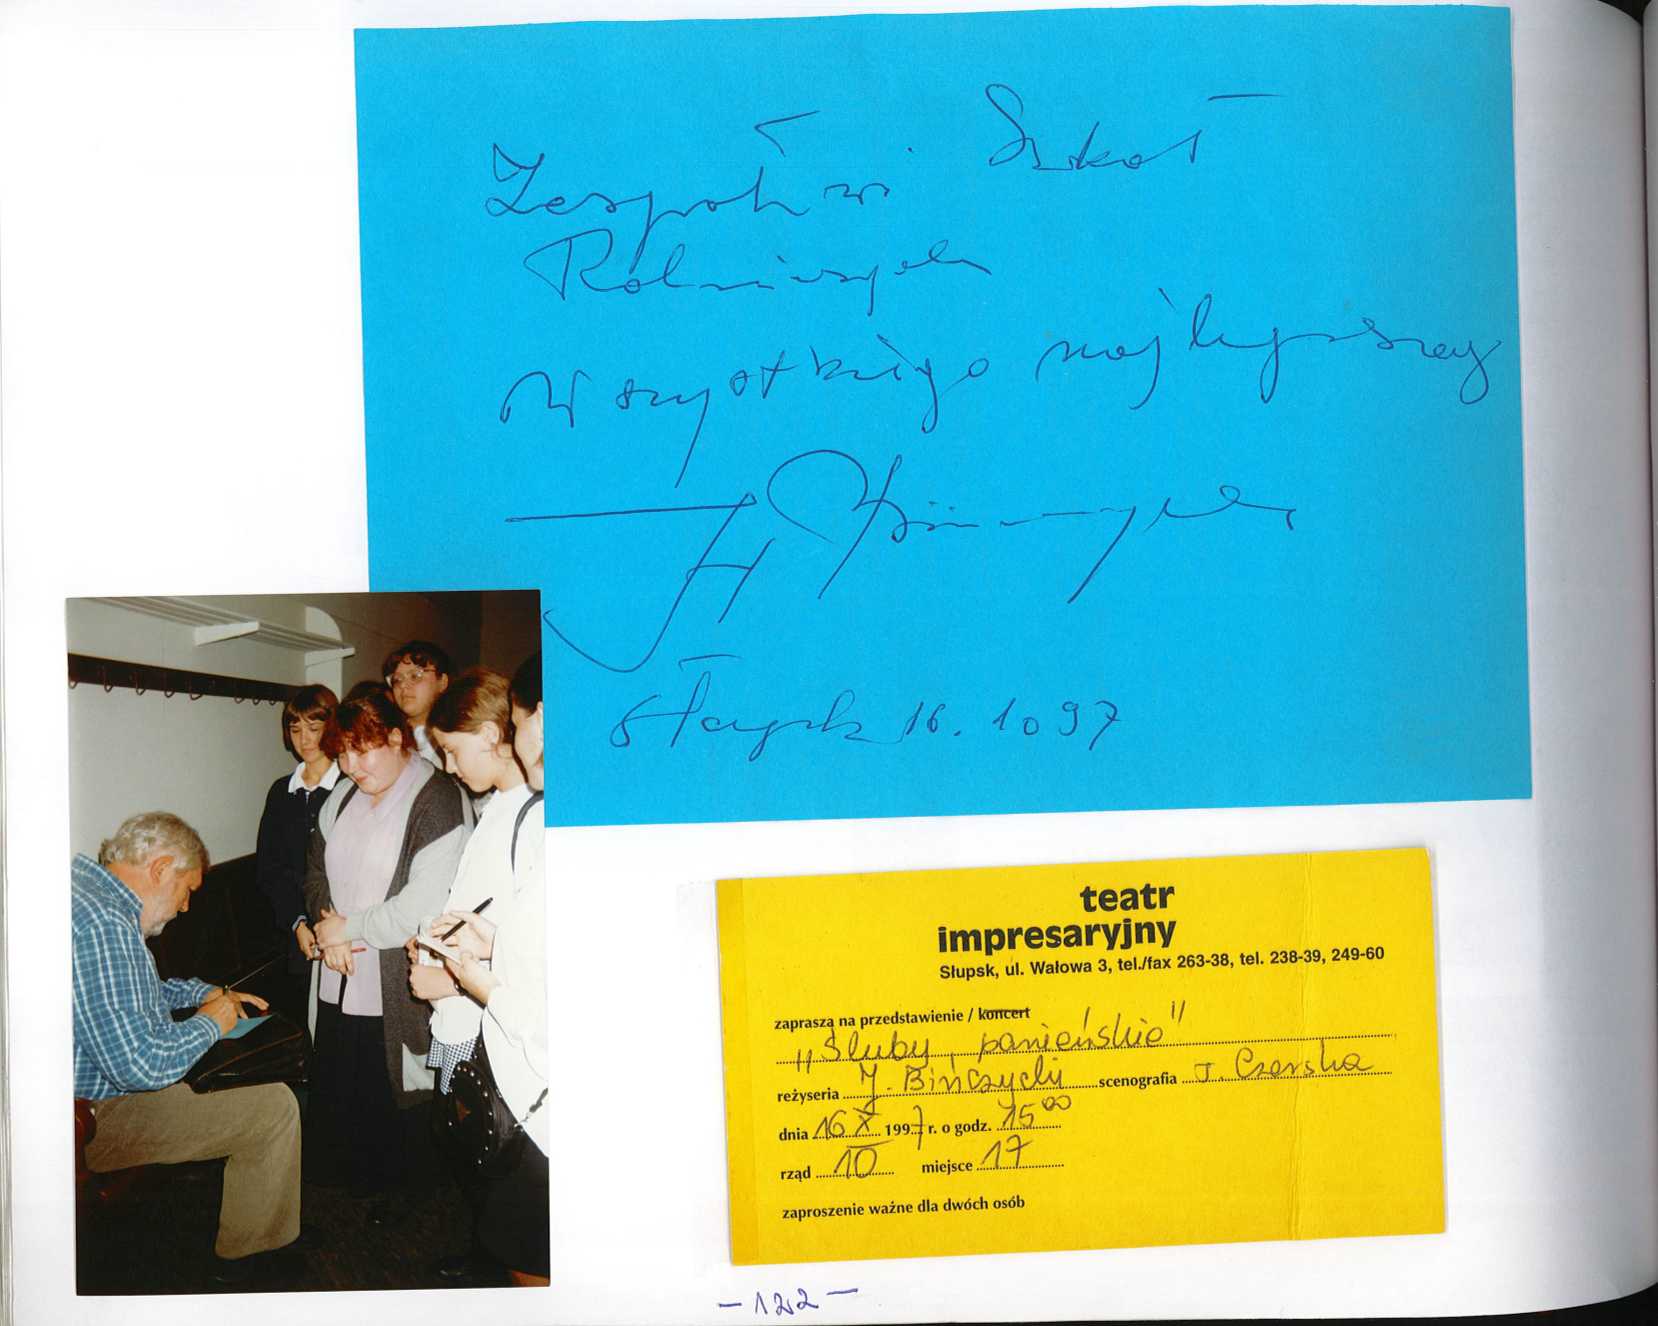 Zespołowi Szkół
Rolniczych
Wszystkiego najlepszego
Słupsk 16.10 97
teatr
impresaryjny
Słupsk, ul. Wałowa 3, tel./fax 263-38, tel. 238-39, 249-60
zaprasza na przedstawienie / koncert
„Śluby panieńskie"
reżyseria J. Bińczycki scenografia J. Czerska
dnia 16 X 1997 r. o godz. 15⁰⁰
rząd 10 miejsce 17
zaproszenie ważne dla dwóch osób
- 122 -